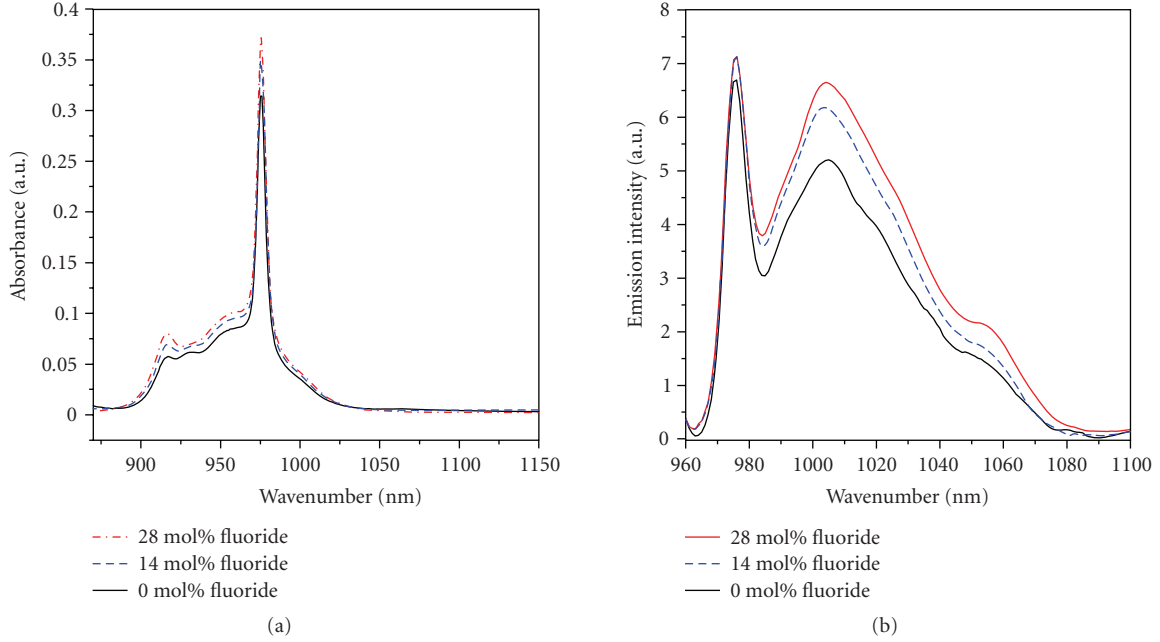 0.4
0.35
0.3
0.25
0.2
0.15
0.1
0.05
0
Absorbance (a.u.)
900 950 1000 1050 1100 1150
Wavenumber (nm)
28 mol% fluoride
14 mol% fluoride
0 mol% fluoride
(a)
8
7
6
5
4
3
2
1
0
Emission intensity (a.u.)
960 980 1000 1020 1040 1060 1080 1100
Wavenumber (nm)
28 mol% fluoride
14 mol% fluoride
0 mol% fluoride
(b)